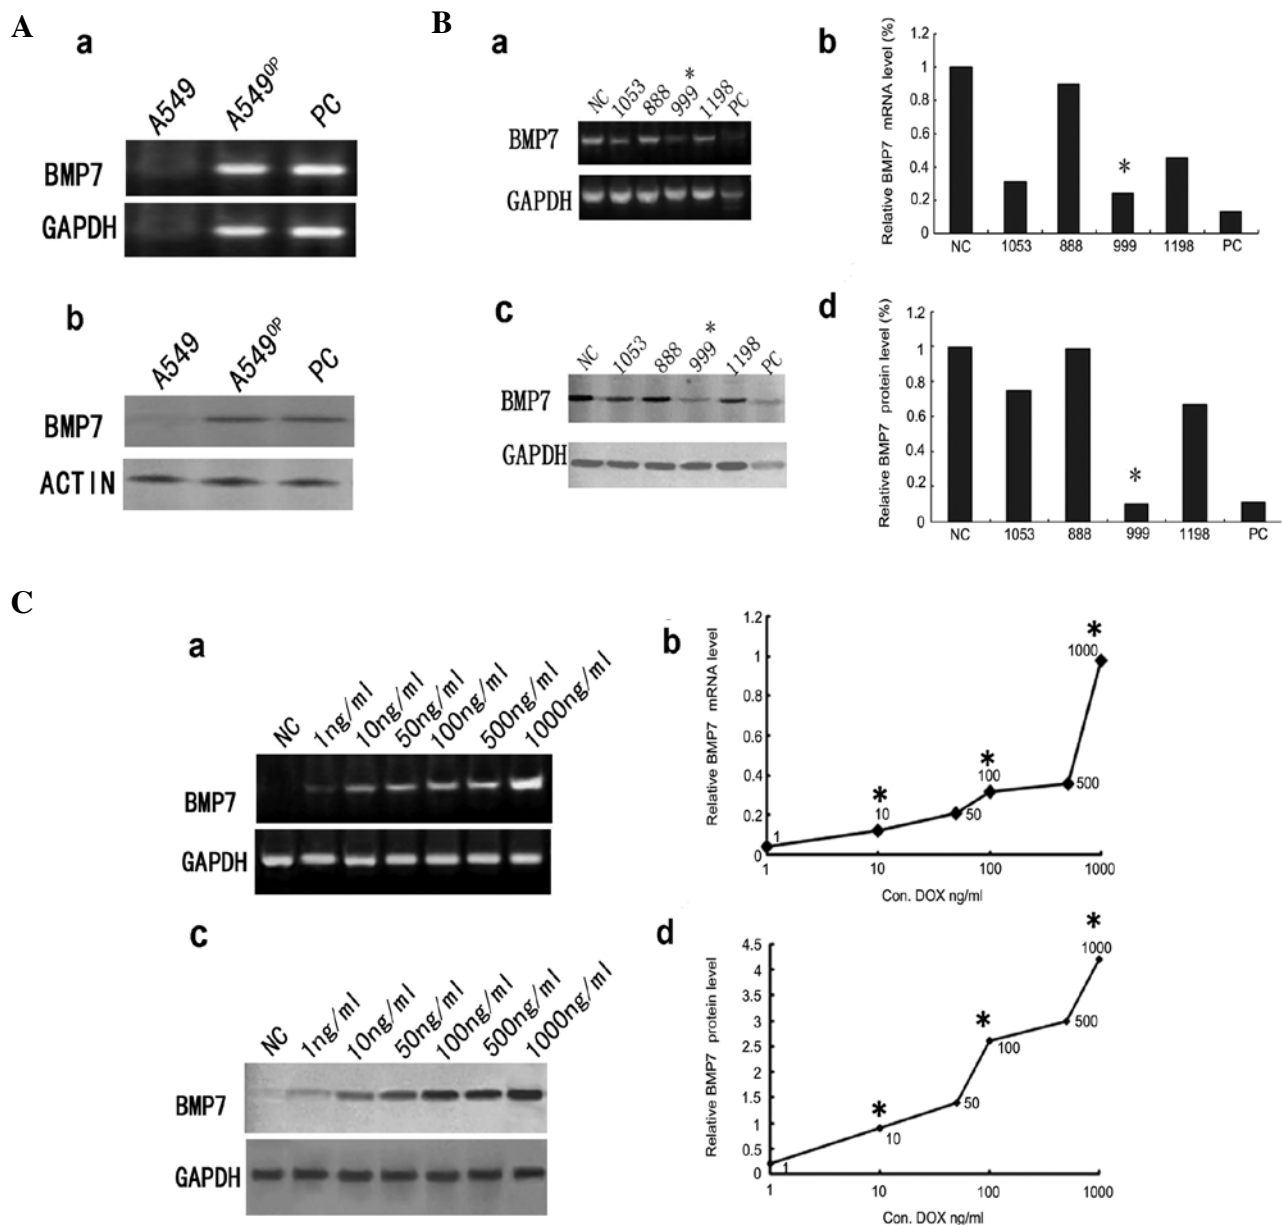 A
a
A549
A549OP
PC
BMP7
GAPDH
b
A549
A549OP
PC
BMP7
ACTIN
B
a
NC
1053
888
999 *
1198
PC
BMP7
GAPDH
b
Relative BMP7 mRNA level (%)
1.2
1
0.8
0.6
0.4
0.2
0
*
NC 1053 888 999 1198 PC
c
NC
1053
888
999 *
1198
PC
BMP7
GAPDH
d
Relative BMP7 protein level (%)
1.2
1
0.8
0.6
0.4
0.2
0
*
NC 1053 888 999 1198 PC
C
a
NC
1ng/ml
10ng/ml
50ng/ml
100ng/ml
500ng/ml
1000ng/ml
BMP7
GAPDH
b
Relative BMP7 mRNA level
1.2
1
0.8
0.6
0.4
0.2
0
1
* 10
50
* 100
500
* 1000
1 10 100 1000
Con. DOX ng/ml
c
NC
1ng/ml
10ng/ml
50ng/ml
100ng/ml
500ng/ml
1000ng/ml
BMP7
GAPDH
d
Relative BMP7 protein level
4.5
4
3.5
3
2.5
2
1.5
1
0.5
0
1
* 10
50
* 100
500
* 1000
1 10 100 1000
Con. DOX ng/ml